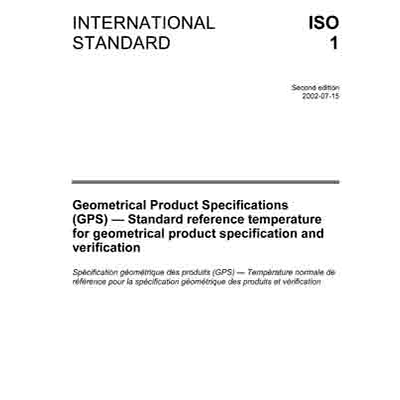 INTERNATIONAL
STANDARD
ISO
1
Second edition
2002-07-15
Geometrical Product Specifications
(GPS) — Standard reference temperature
for geometrical product specification and
verification
Spécification géométrique des produits (GPS) — Température normale de
référence pour la spécification géométrique des produits et vérification